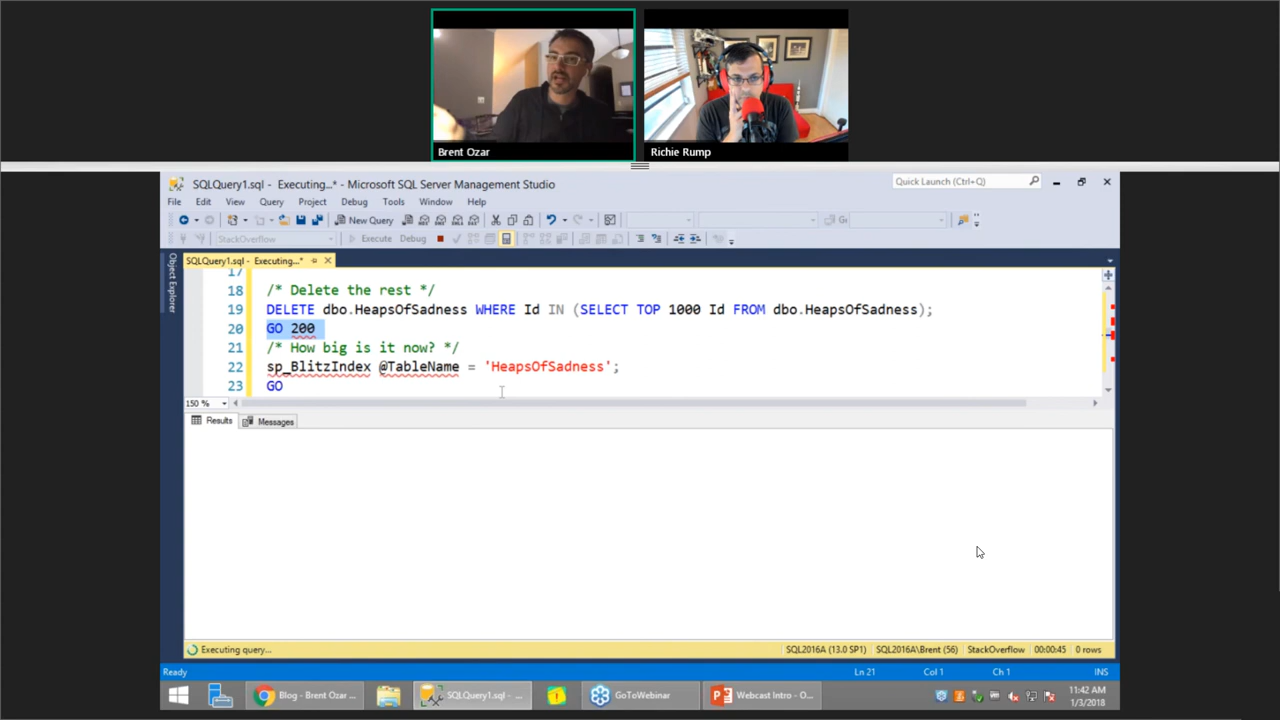 Brent Ozar
Richie Rump
SQLQuery1.sql - Executing...* - Microsoft SQL Server Management Studio
Quick Launch (Ctrl+Q)
File Edit View Query Project Debug Tools Window Help
New Query
StackOverflow Execute Debug
SQLQuery1.sql - Executing...*
Object Explorer
17
18 /* Delete the rest */
19 DELETE dbo.HeapsOfSadness WHERE Id IN (SELECT TOP 1000 Id FROM dbo.HeapsOfSadness);
20 GO 200
21 /* How big is it now? */
22 sp_BlitzIndex @TableName = 'HeapsOfSadness';
23 GO
150 %
Results Messages
Executing query... SQL2016A (13.0 SP1) SQL2016A\Brent (56) StackOverflow 00:00:45 0 rows
Ready Ln 21 Col 1 Ch 1 INS
Blog - Brent Ozar ... SQLQuery1.sql - ... GoToWebinar Webcast Intro - O... 11:42 AM
1/3/2018